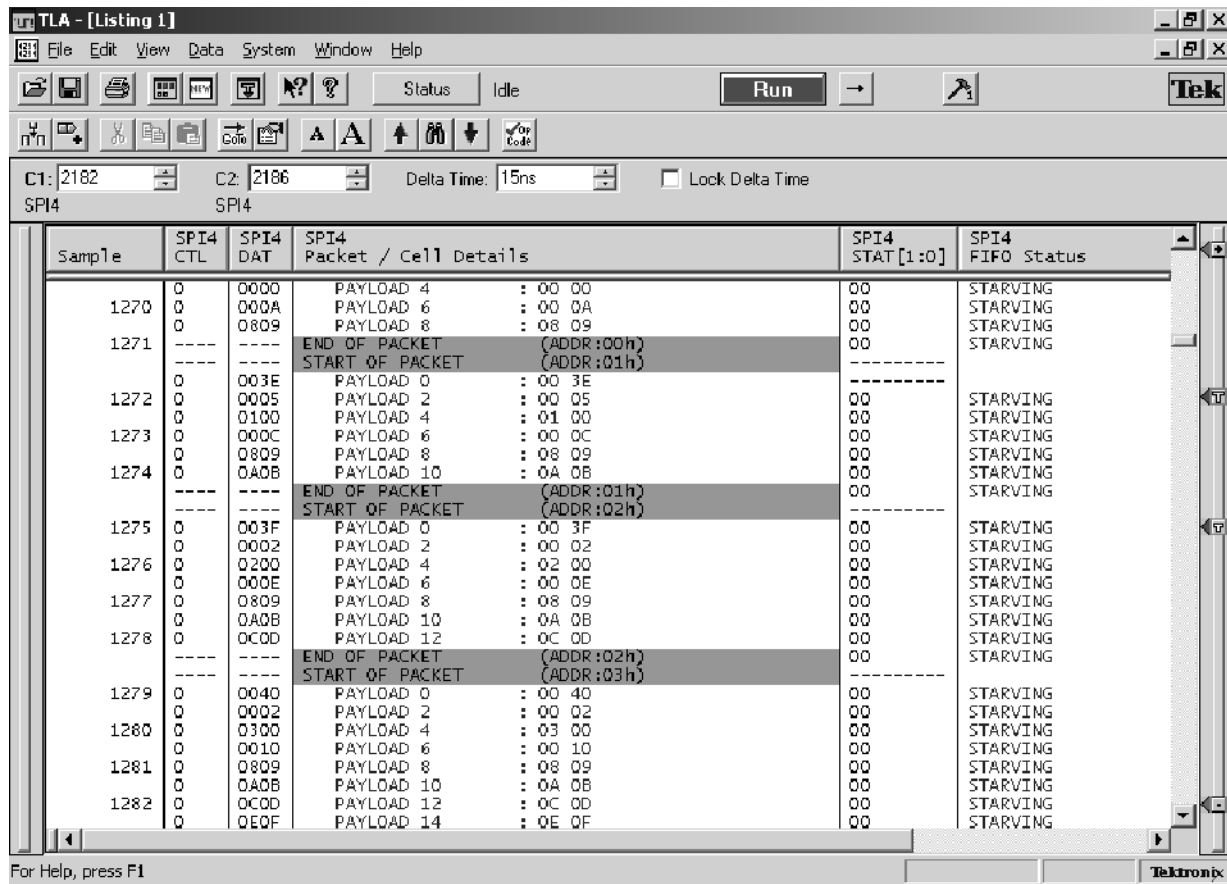 TLA - [Listing 1]
File Edit View Data System Window Help
Status Idle Run Tek
NEW GoTo A A Op Code
C1: 2182 C2: 2186 Delta Time: 15ns Lock Delta Time
SPI4 SPI4
SPI4 SPI4 SPI4 SPI4 SPI4
Sample CTL DAT Packet / Cell Details STAT[1:0] FIFO Status
0 0000 PAYLOAD 4 : 00 00 00 STARVING
1270 0 000A PAYLOAD 6 : 00 0A 00 STARVING
0 0809 PAYLOAD 8 : 08 09 00 STARVING
1271 ---- ---- END OF PACKET (ADDR:00h) 00 STARVING
---- ---- START OF PACKET (ADDR:01h) ---------
0 003E PAYLOAD 0 : 00 3E ---------
1272 0 0005 PAYLOAD 2 : 00 05 00 STARVING
0 0100 PAYLOAD 4 : 01 00 00 STARVING
1273 0 000C PAYLOAD 6 : 00 0C 00 STARVING
0 0809 PAYLOAD 8 : 08 09 00 STARVING
1274 0 0A0B PAYLOAD 10 : 0A 0B 00 STARVING
---- ---- END OF PACKET (ADDR:01h) 00 STARVING
---- ---- START OF PACKET (ADDR:02h) ---------
1275 0 003F PAYLOAD 0 : 00 3F 00 STARVING
0 0002 PAYLOAD 2 : 00 02 00 STARVING
1276 0 0200 PAYLOAD 4 : 02 00 00 STARVING
0 000E PAYLOAD 6 : 00 0E 00 STARVING
1277 0 0809 PAYLOAD 8 : 08 09 00 STARVING
0 0A0B PAYLOAD 10 : 0A 0B 00 STARVING
1278 0 0C0D PAYLOAD 12 : 0C 0D 00 STARVING
---- ---- END OF PACKET (ADDR:02h) 00 STARVING
---- ---- START OF PACKET (ADDR:03h) ---------
1279 0 0040 PAYLOAD 0 : 00 40 00 STARVING
0 0002 PAYLOAD 2 : 00 02 00 STARVING
1280 0 0300 PAYLOAD 4 : 03 00 00 STARVING
0 0010 PAYLOAD 6 : 00 10 00 STARVING
1281 0 0809 PAYLOAD 8 : 08 09 00 STARVING
0 0A0B PAYLOAD 10 : 0A 0B 00 STARVING
1282 0 0C0D PAYLOAD 12 : 0C 0D 00 STARVING
0 0E0F PAYLOAD 14 : 0E 0F 00 STARVING
For Help, press F1 Tektronix